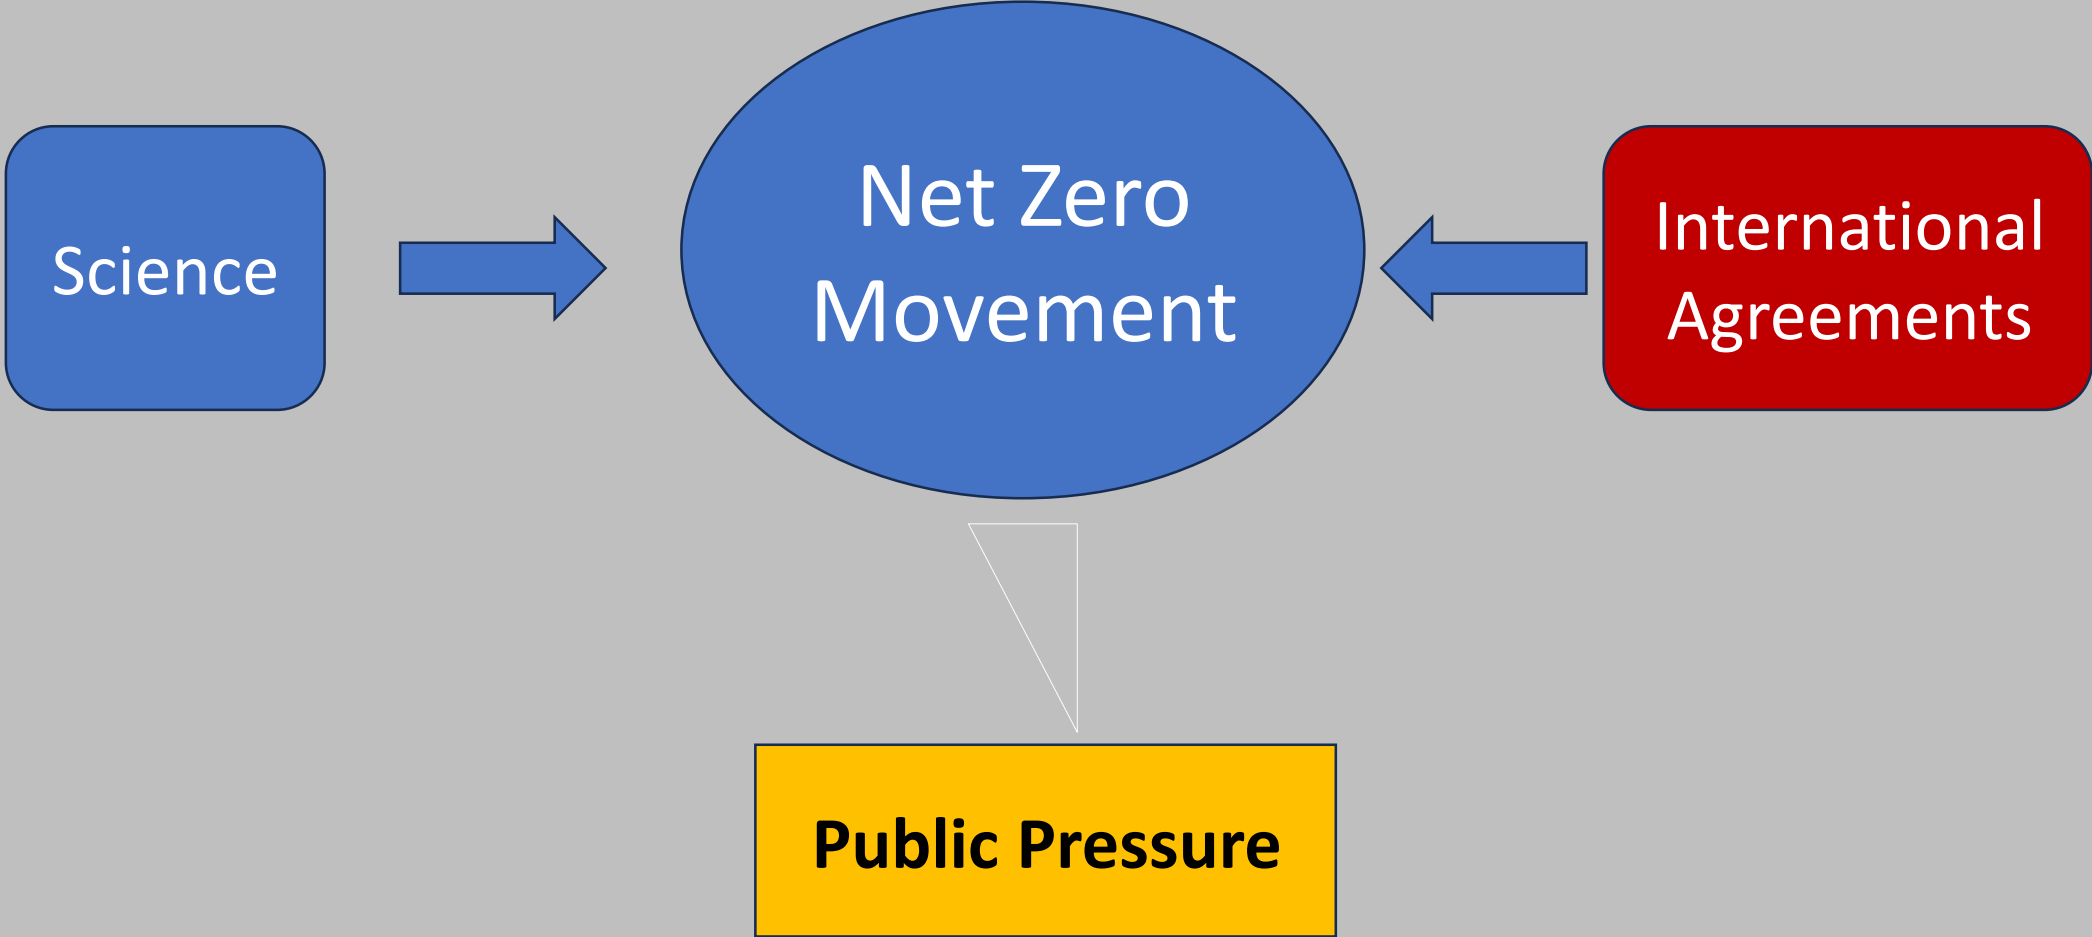 Science
Net Zero
Movement
International
Agreements
Public Pressure